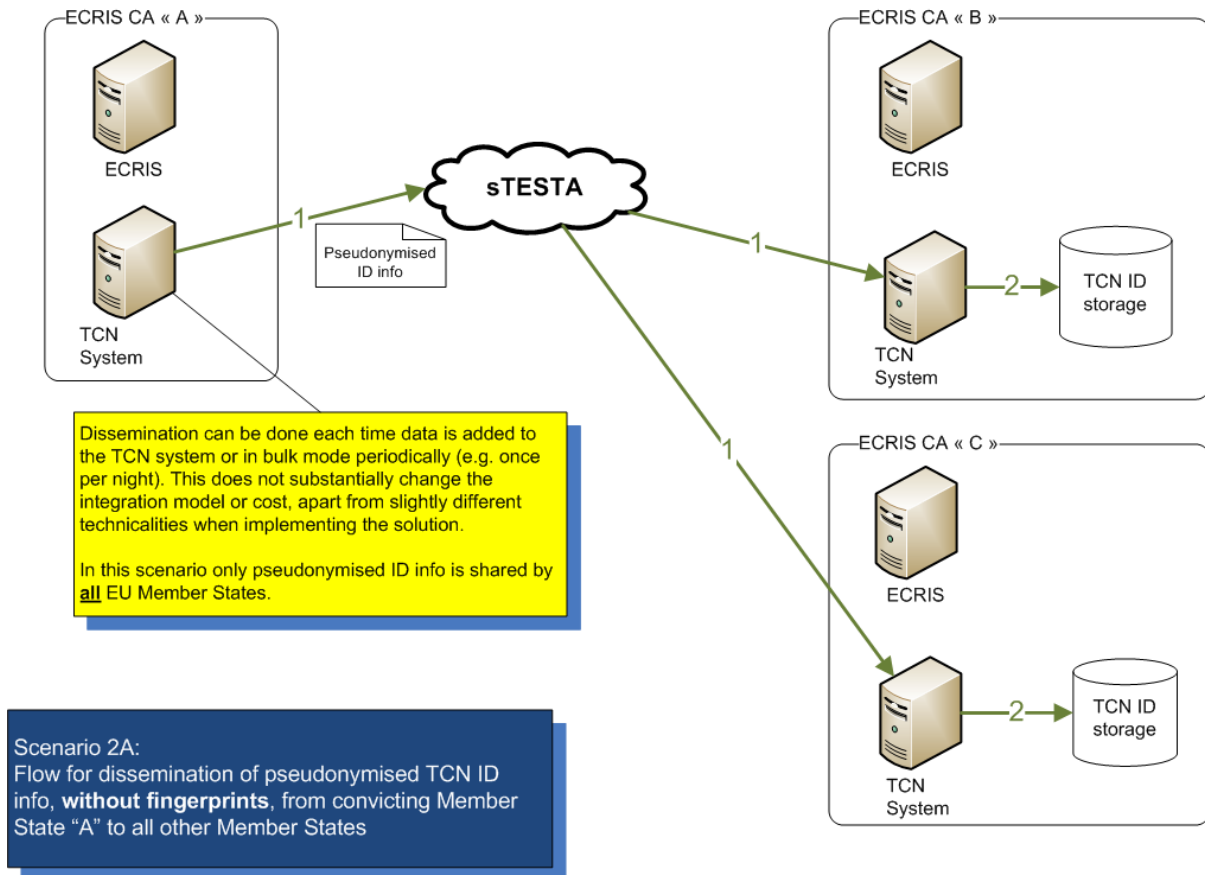 ECRIS CA « A »
ECRIS
TCN
System
1
Pseudonymised
ID info
sTESTA
1
1
ECRIS CA « B »
ECRIS
TCN
System
2
TCN ID
storage
Dissemination can be done each time data is added to
the TCN system or in bulk mode periodically (e.g. once
per night). This does not substantially change the
integration model or cost, apart from slightly different
technicalities when implementing the solution.
In this scenario only pseudonymised ID info is shared by
all EU Member States.
ECRIS CA « C »
ECRIS
TCN
System
2
TCN ID
storage
Scenario 2A:
Flow for dissemination of pseudonymised TCN ID
info, without fingerprints, from convicting Member
State “A” to all other Member States